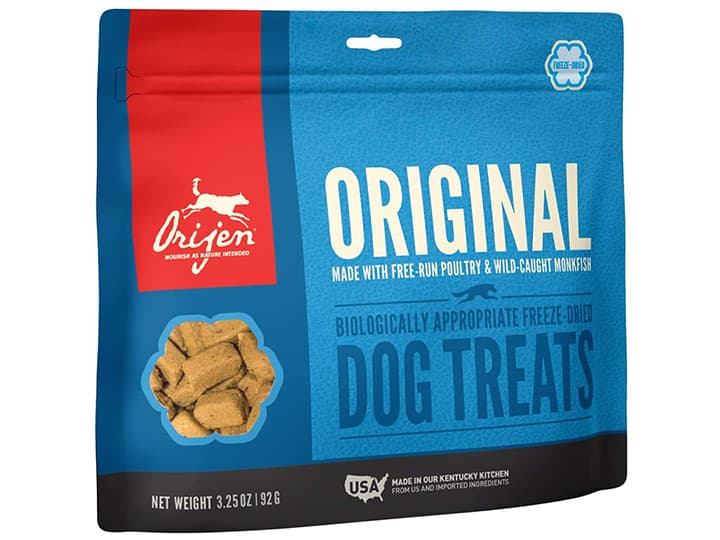 FREEZE-DRIED
Orijen
NOURISH AS NATURE INTENDED
ORIGINAL
MADE WITH FREE-RUN POULTRY & WILD-CAUGHT MONKFISH
BIOLOGICALLY APPROPRIATE FREEZE-DRIED
DOG TREATS
NET WEIGHT 3.25 OZ | 92 G
USA
MADE IN OUR KENTUCKY KITCHEN
FROM US AND IMPORTED INGREDIENTS